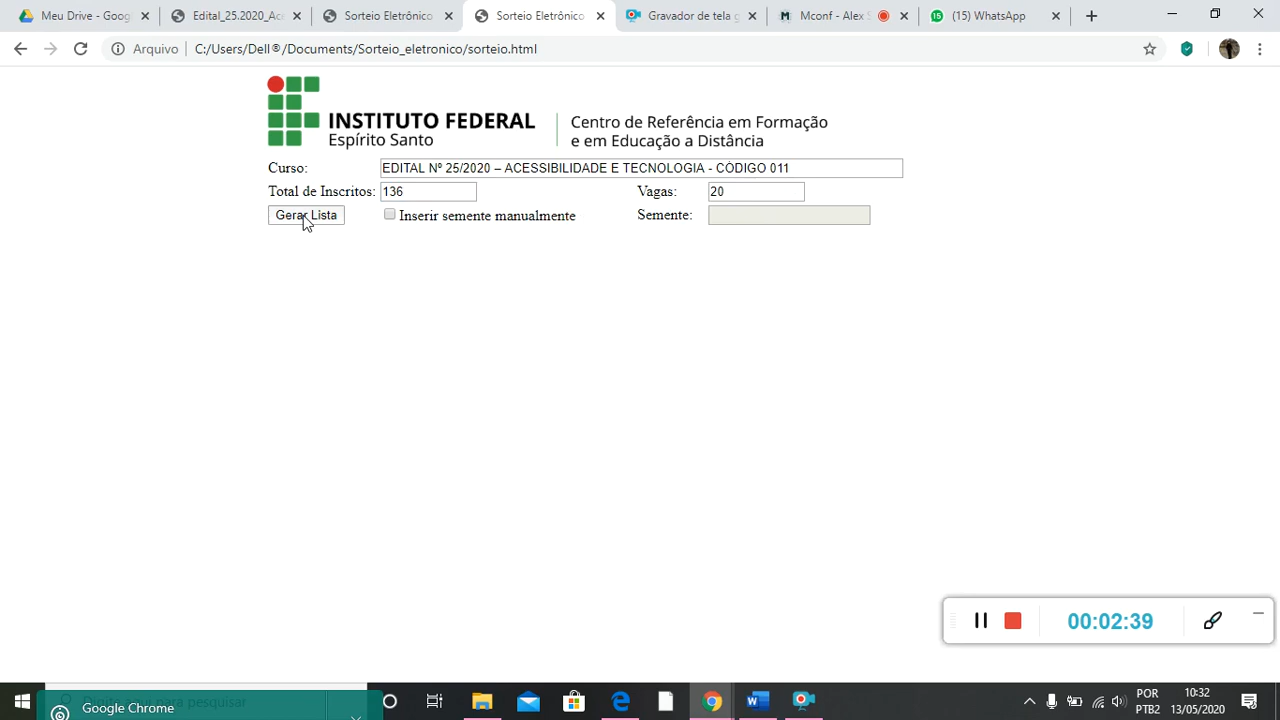 Meu Drive - Goog
Edital_25.2020_Ac
Sorteio Eletrônico
Sorteio Eletrônico
Gravador de tela g
Mconf - Alex S
(15) WhatsApp
Arquivo
C:/Users/Dell®/Documents/Sorteio_eletronico/sorteio.html
INSTITUTO FEDERAL
Espírito Santo
Centro de Referência em Formação
e em Educação a Distância
Curso: EDITAL Nº 25/2020 – ACESSIBILIDADE E TECNOLOGIA - CÓDIGO 011
Total de Inscritos: 136 Vagas: 20
Gerar Lista Inserir semente manualmente Semente:
00:02:39
para pesquisar
Google Chrome
POR
PTB2
10:32
13/05/2020